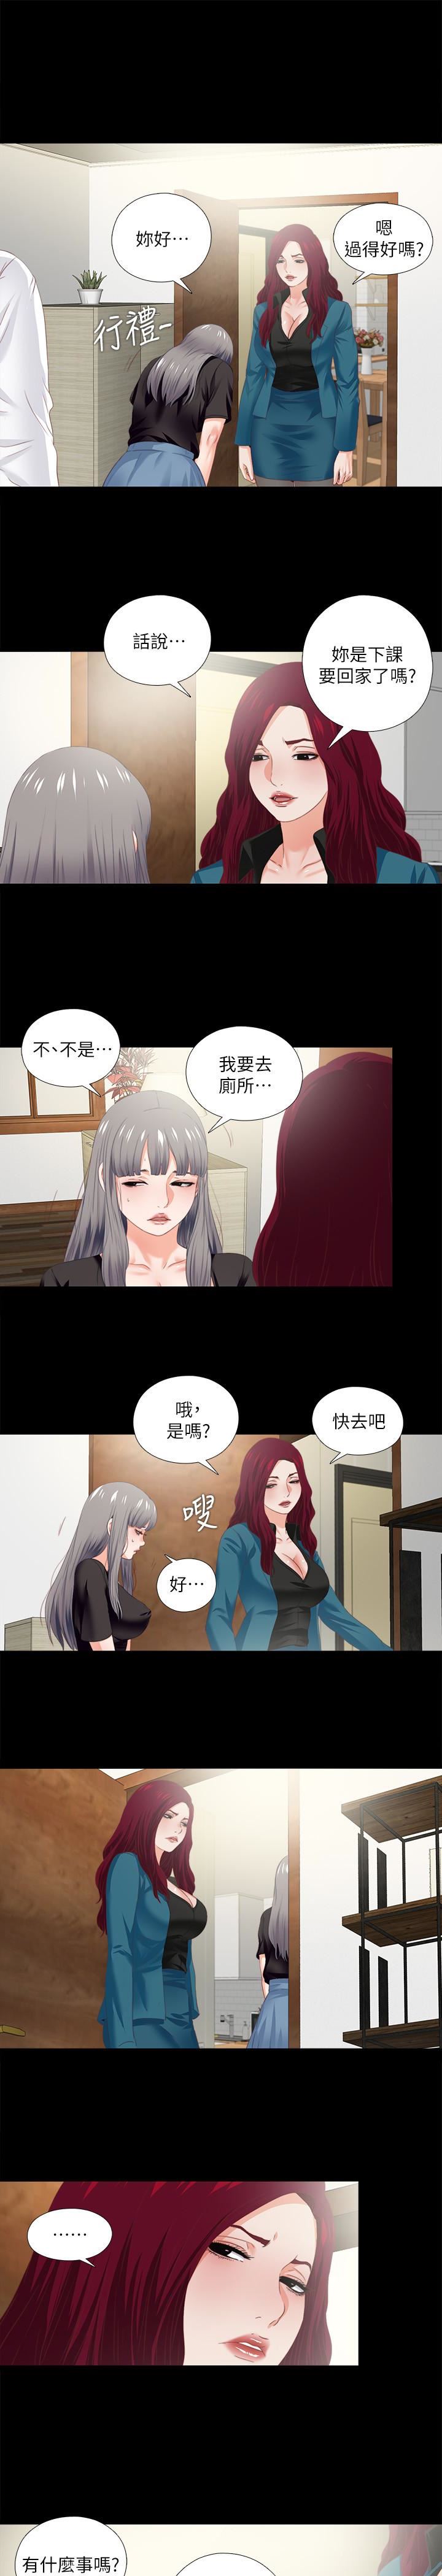 妳好…
嗯
過得好嗎?
行禮-
話說…
妳是下課
要回家了嗎?
不、不是…
我要去
廁所…
哦,
是嗎?
快去吧
嗖
好…
……
有什麼事嗎?